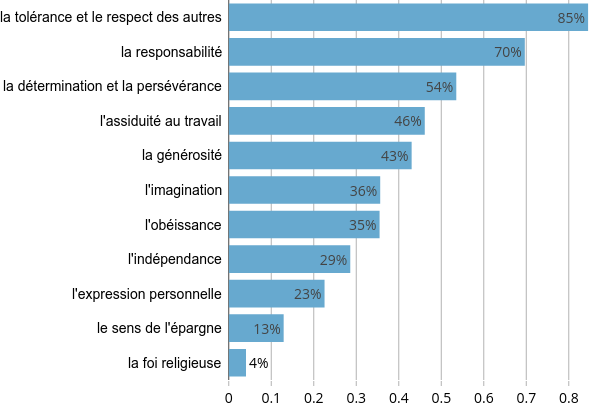 la tolérance et le respect des autres 85%
la responsabilité 70%
la détermination et la persévérance 54%
l'assiduité au travail 46%
la générosité 43%
l'imagination 36%
l'obéissance 35%
l'indépendance 29%
l'expression personnelle 23%
le sens de l'épargne 13%
la foi religieuse 4%
0 0.1 0.2 0.3 0.4 0.5 0.6 0.7 0.8